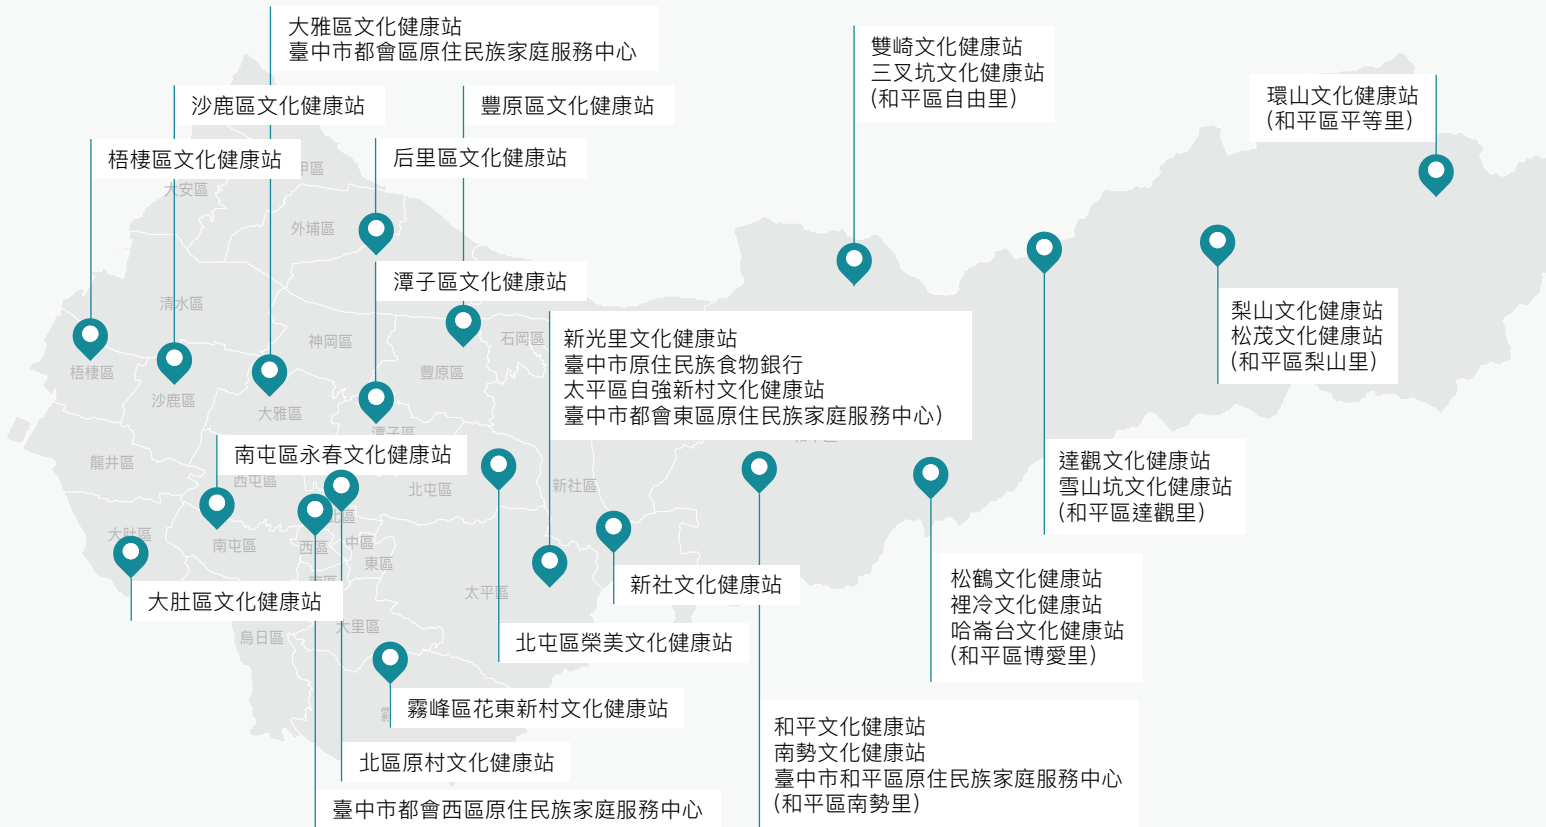 大雅區文化健康站
臺中市都會區原住民族家庭服務中心
沙鹿區文化健康站
豐原區文化健康站
梧棲區文化健康站
后里區文化健康站
雙崎文化健康站
三叉坑文化健康站
(和平區自由里)
環山文化健康站
(和平區平等里)
甲區
大安區
外埔區
潭子區文化健康站
清水區
神岡區
石岡區
豐原區
梧棲區
沙鹿區
大雅區
潭子區
新光里文化健康站
臺中市原住民族食物銀行
太平區自強新村文化健康站
臺中市都會東區原住民族家庭服務中心)
梨山文化健康站
松茂文化健康站
(和平區梨山里)
南屯區永春文化健康站
龍井區
西屯區
北屯區
新社區
達觀文化健康站
雪山坑文化健康站
(和平區達觀里)
大肚區
南屯區
西區
北區
中區
東區
太平區
大肚區文化健康站
新社文化健康站
松鶴文化健康站
裡冷文化健康站
哈崙台文化健康站
(和平區博愛里)
烏日區
大里區
北屯區榮美文化健康站
霧峰區花東新村文化健康站
北區原村文化健康站
臺中市都會西區原住民族家庭服務中心
和平文化健康站
南勢文化健康站
臺中市和平區原住民族家庭服務中心
(和平區南勢里)